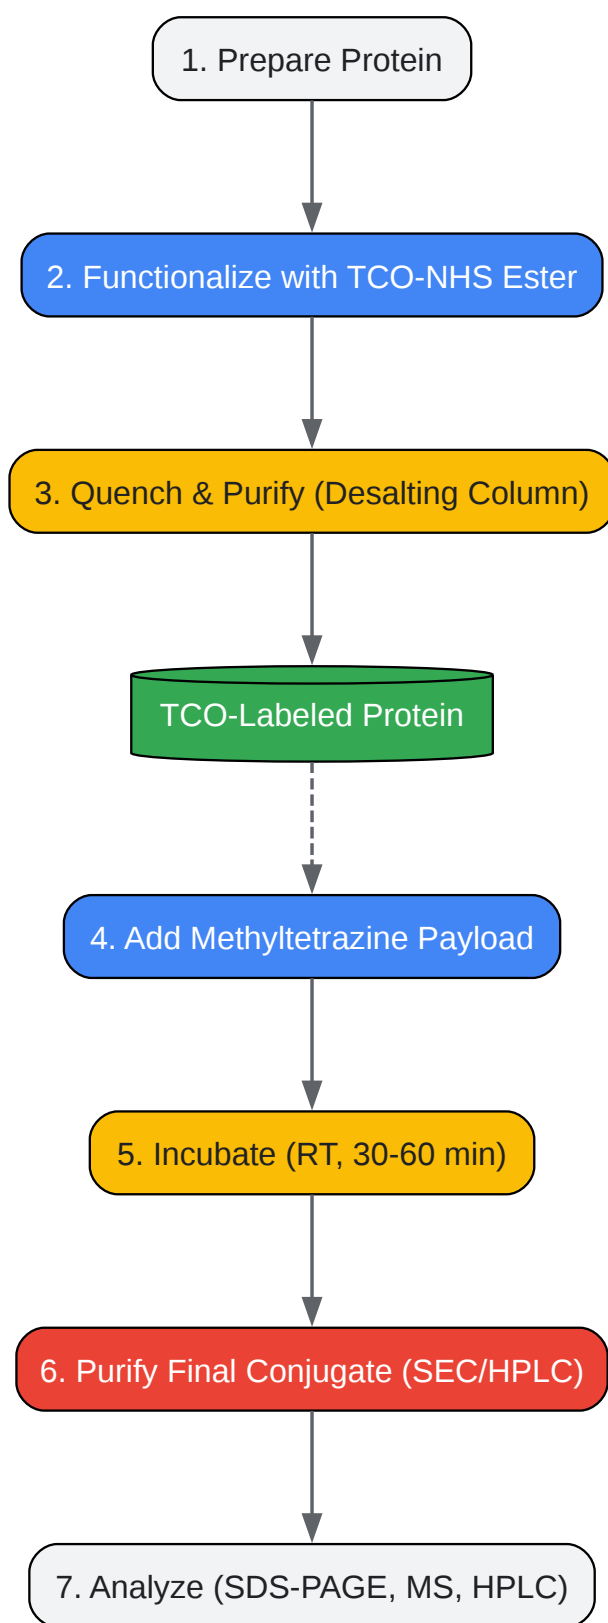 1. Prepare Protein
2. Functionalize with TCO-NHS Ester
3. Quench & Purify (Desalting Column)
TCO-Labeled Protein
4. Add Methyltetrazine Payload
5. Incubate (RT, 30-60 min)
6. Purify Final Conjugate (SEC/HPLC)
7. Analyze (SDS-PAGE, MS, HPLC)